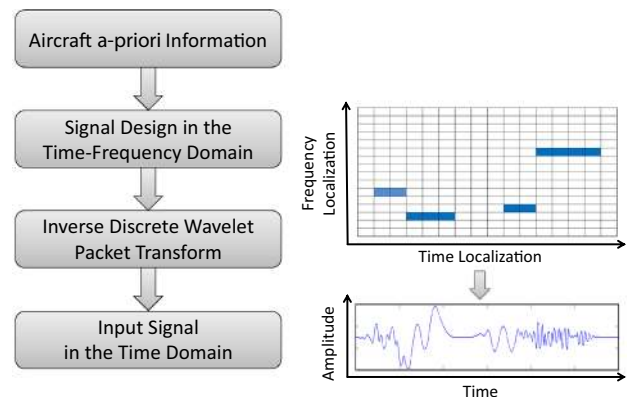 Aircraft a-priori Information
Signal Design in the
Time-Frequency Domain
Inverse Discrete Wavelet
Packet Transform
Input Signal
in the Time Domain
Frequency
Localization
Time Localization
Amplitude
Time